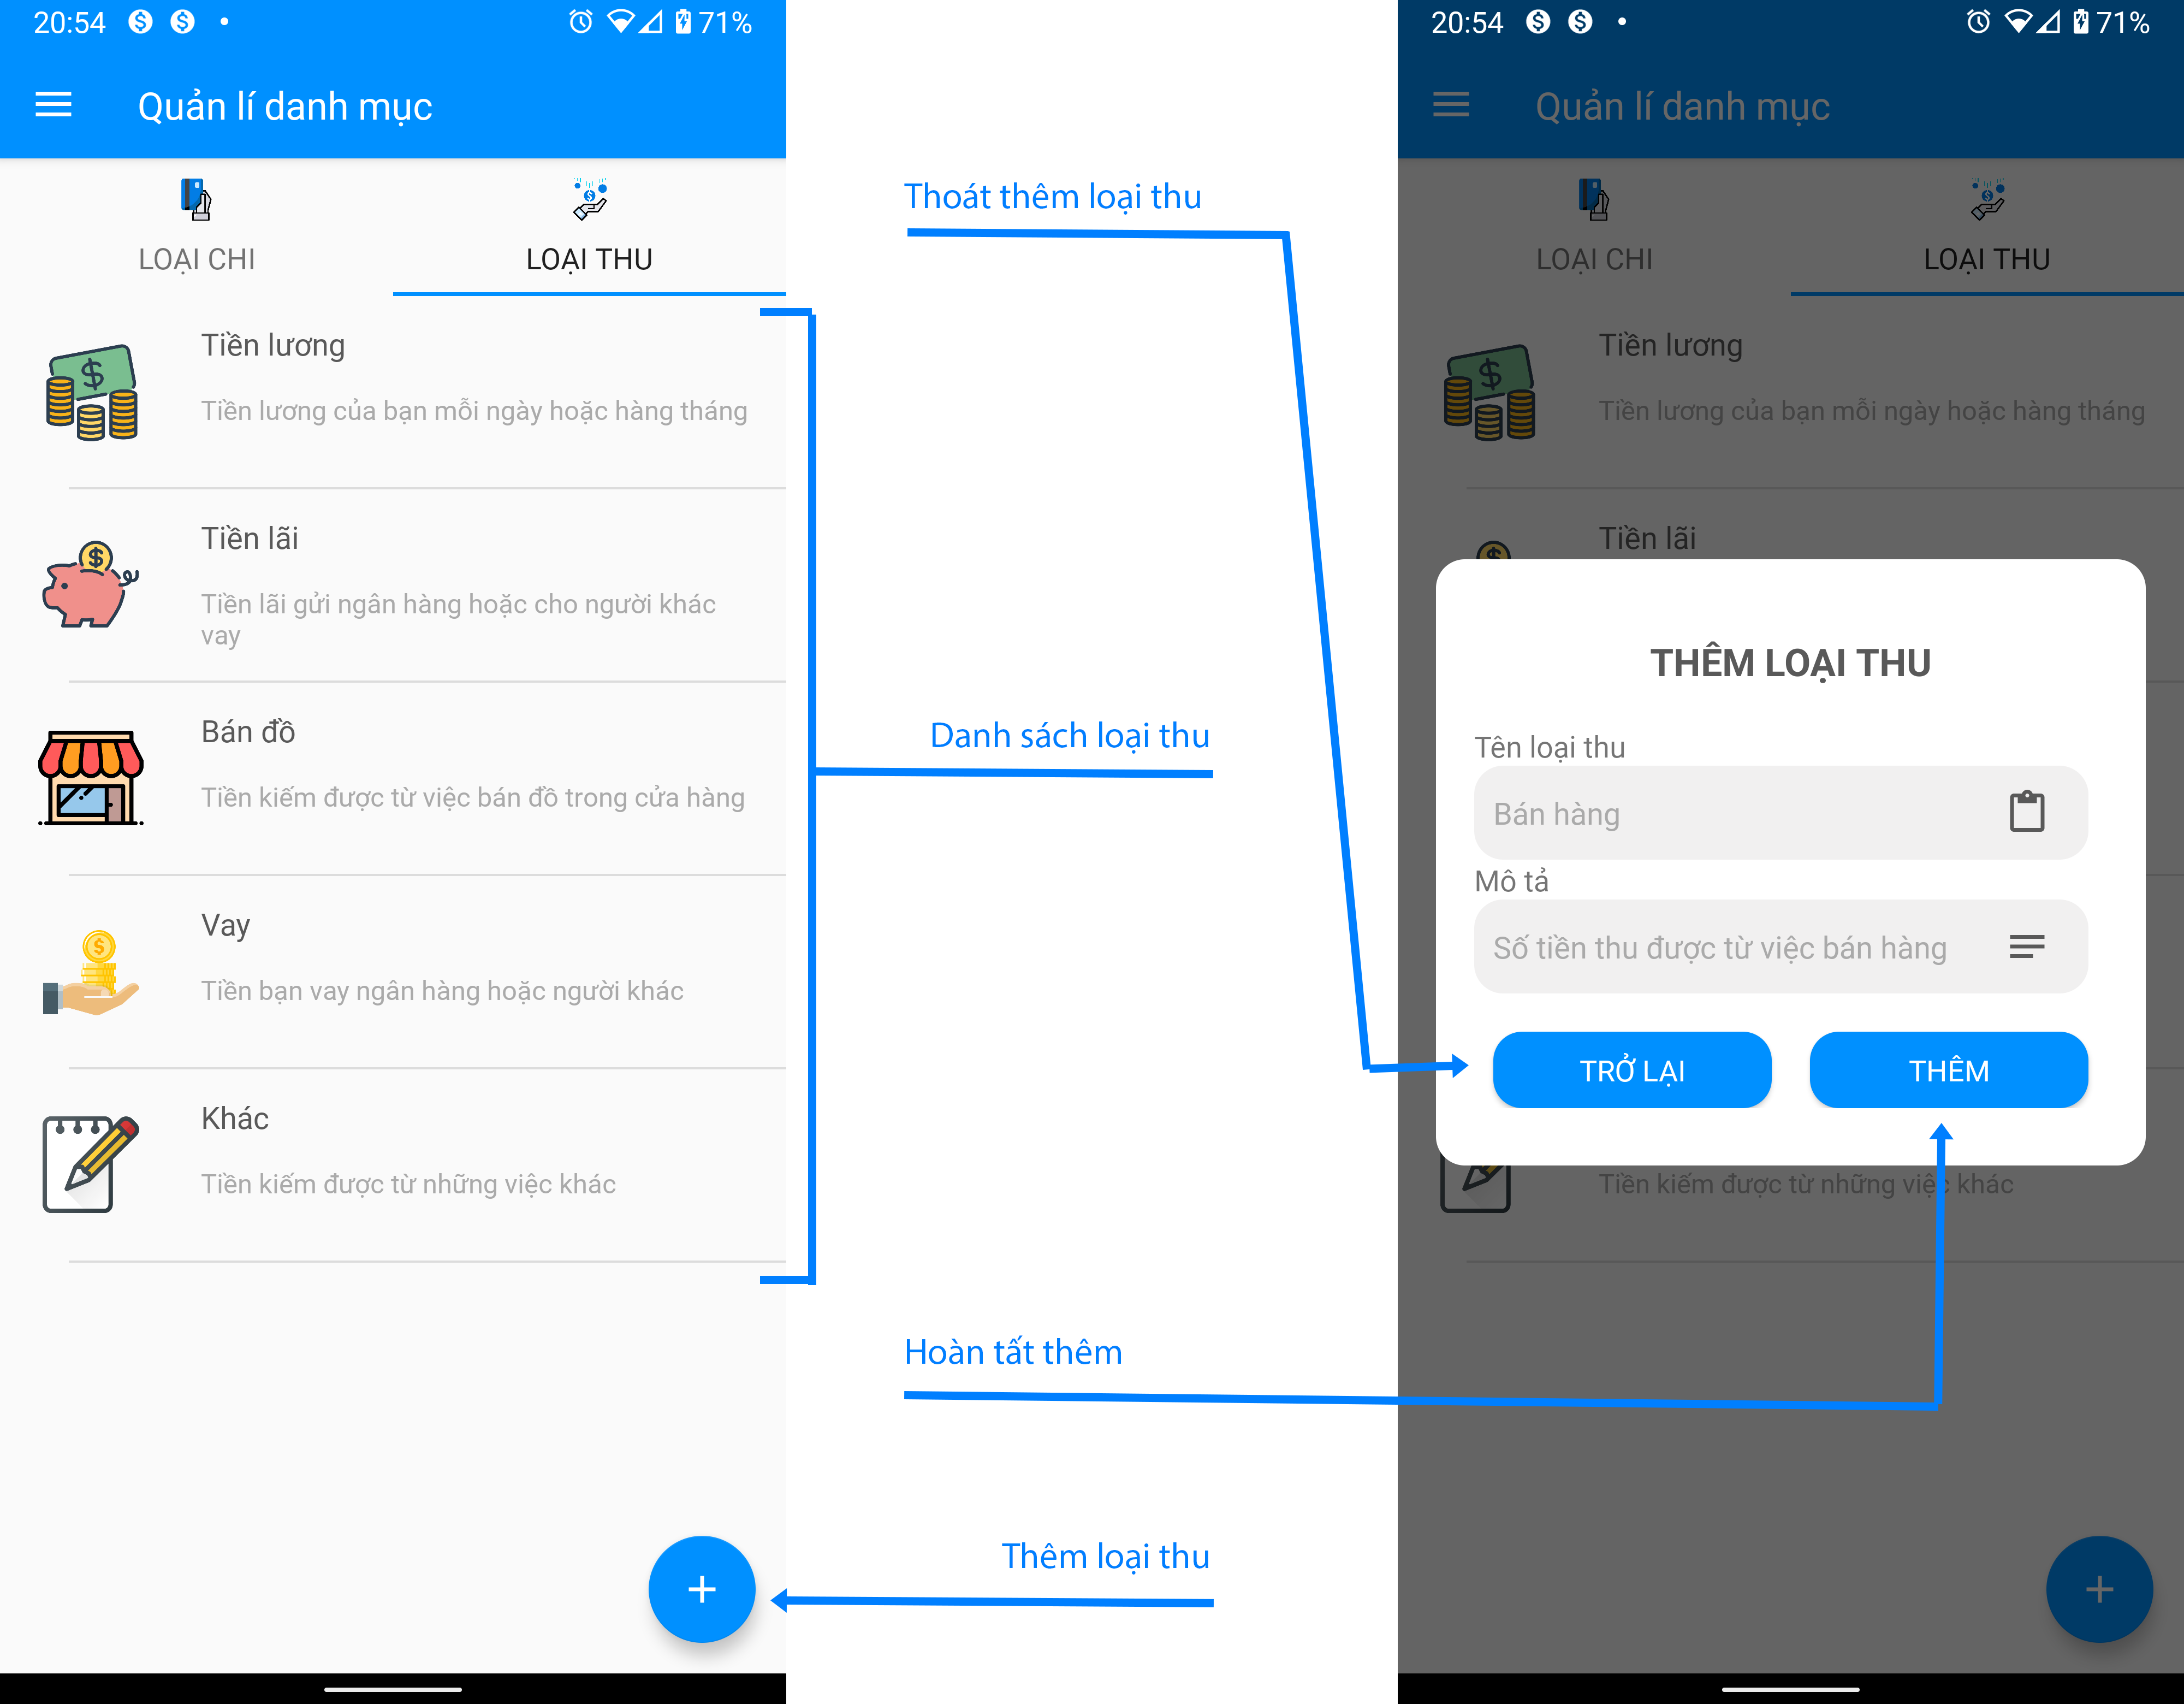 20:54
71%
Quản lí danh mục
LOẠI CHI
LOẠI THU
Tiền lương
Tiền lương của bạn mỗi ngày hoặc hàng tháng
Tiền lãi
Tiền lãi gửi ngân hàng hoặc cho người khác
vay
Bán đồ
Tiền kiếm được từ việc bán đồ trong cửa hàng
Vay
Tiền bạn vay ngân hàng hoặc người khác
Khác
Tiền kiếm được từ những việc khác
+
Thoát thêm loại thu
Danh sách loại thu
Hoàn tất thêm
Thêm loại thu
20:54
71%
Quản lí danh mục
LOẠI CHI
LOẠI THU
Tiền lương
Tiền lương của bạn mỗi ngày hoặc hàng tháng
Tiền lãi
THÊM LOẠI THU
Tên loại thu
Bán hàng
Mô tả
Số tiền thu được từ việc bán hàng
TRỞ LẠI
THÊM
Tiền kiếm được từ những việc khác
+